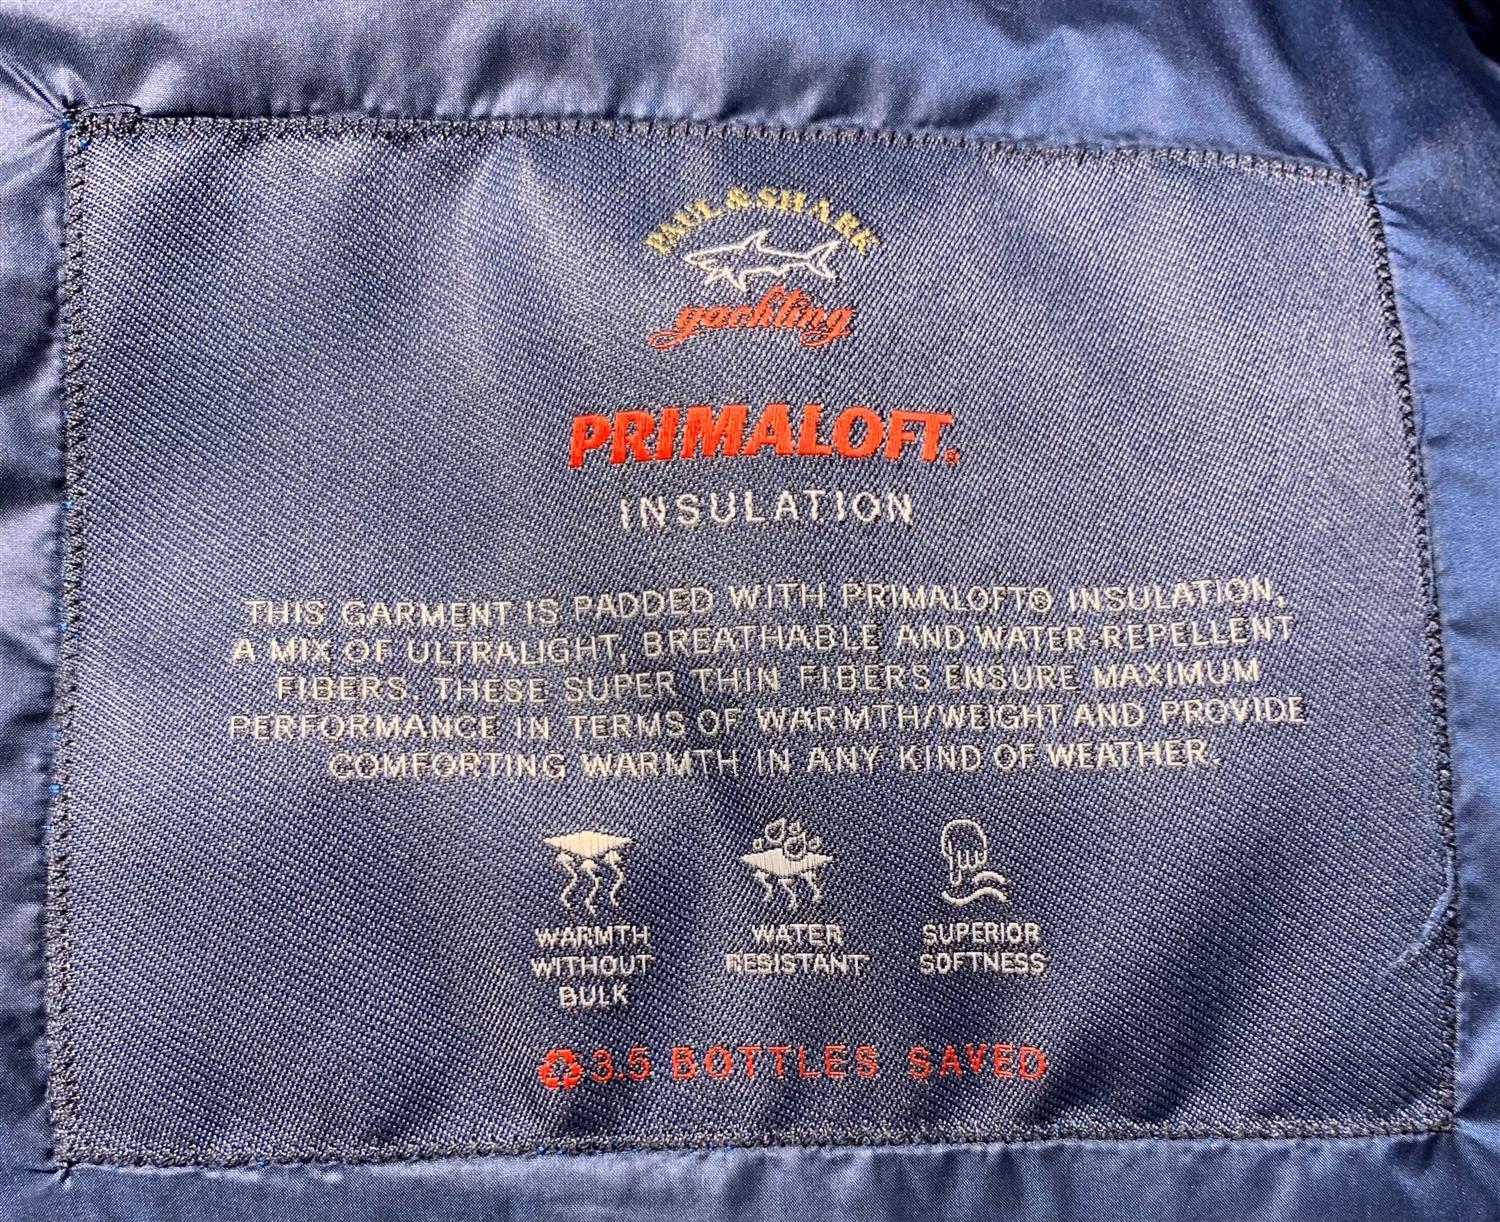 PAUL & SHARK
yachting
PRIMALOFT®
INSULATION
THIS GARMENT IS PADDED WITH PRIMALOFT® INSULATION,
A MIX OF ULTRALIGHT, BREATHABLE AND WATER-REPELLENT
FIBERS. THESE SUPER THIN FIBERS ENSURE MAXIMUM
PERFORMANCE IN TERMS OF WARMTH/WEIGHT AND PROVIDE
COMFORTING WARMTH IN ANY KIND OF WEATHER.
WARMTH
WITHOUT
BULK
WATER
RESISTANT
SUPERIOR
SOFTNESS
3.5 BOTTLES SAVED